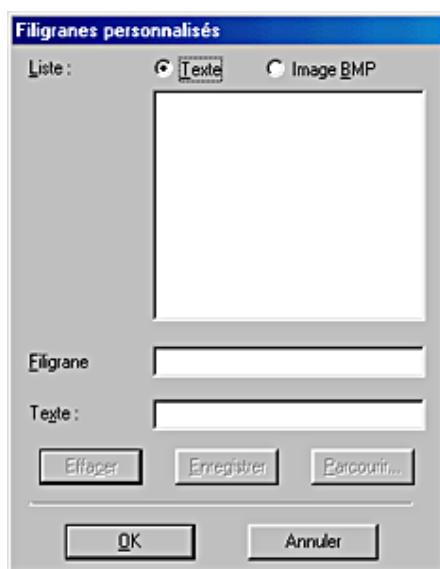 Filigranes personnalisés
Liste : Texte Image BMP
Filigrane
Texte :
Effacer Enregistrer Parcourir...
OK Annuler